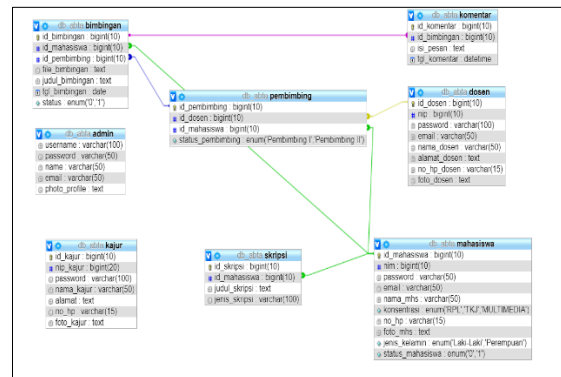 db_abta bimbingan
id_bimbingan : bigint(10)
id_mahasiswa : bigint(10)
id_pembimbing : bigint(10)
file_bimbingan : text
judul_bimbingan : text
tgl_bimbingan : date
status : enum('0','1')
db_abta komentar
id_komentar : bigint(10)
id_bimbingan : bigint(10)
isi_pesan : text
tgl_komentar : datetime
db_abta pembimbing
id_pembimbing : bigint(10)
id_dosen : bigint(10)
id_mahasiswa : bigint(10)
status_pembimbing : enum('Pembimbing I','Pembimbing II')
db_abta dosen
id_dosen : bigint(10)
nip : bigint(10)
password : varchar(100)
email : varchar(50)
nama_dosen : varchar(50)
alamat_dosen : text
no_hp_dosen : varchar(15)
foto_dosen : text
db_abta admin
username : varchar(100)
password : varchar(50)
name : varchar(50)
email : varchar(50)
photo_profile : text
db_abta kajur
id_kajur : bigint(10)
nip_kajur : bigint(20)
password : varchar(100)
nama_kajur : varchar(50)
alamat : text
no_hp : varchar(15)
foto_kajur : text
db_abta skripsi
id_skripsi : bigint(10)
id_mahasiswa : bigint(10)
judul_skripsi : text
jenis_skripsi : varchar(100)
db_abta mahasiswa
id_mahasiswa : bigint(10)
nim : bigint(10)
password : varchar(50)
email : varchar(50)
nama_mhs : varchar(50)
konsentrasi : enum('RPL','TKJ','MULTIMEDIA')
no_hp : varchar(15)
foto_mhs : text
jenis_kelamin : enum('Laki-Laki','Perempuan')
status_mahasiswa : enum('0','1')